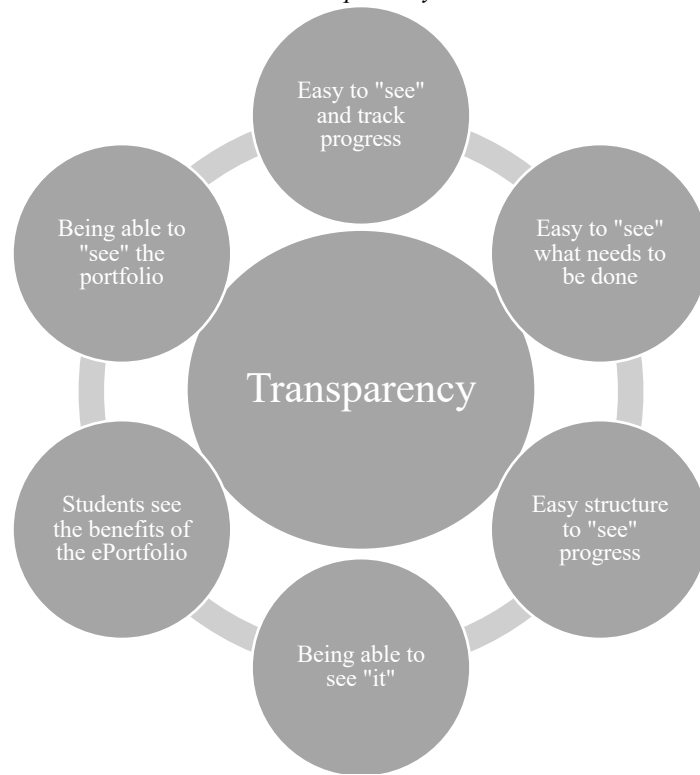 Easy to "see"
and track
progress
Easy to "see"
what needs to
be done
Easy structure
to "see"
progress
Being able to
see "it"
Students see
the benefits of
the ePortfolio
Being able to
"see" the
portfolio
Transparency